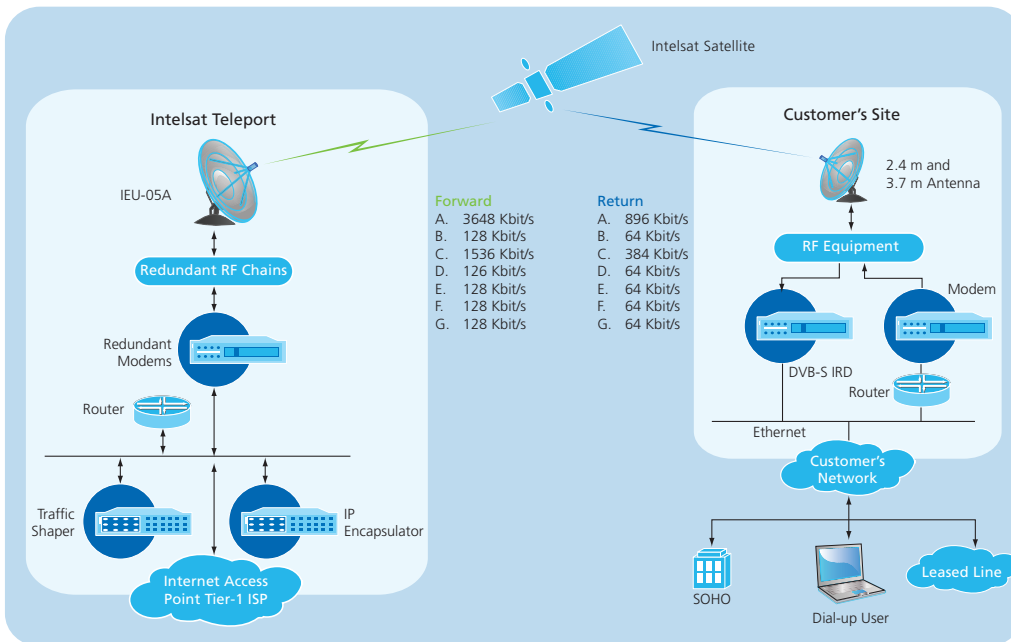 Intelsat Satellite
Intelsat Teleport
IEU-05A
Redundant RF Chains
Redundant
Modems
Router
Traffic
Shaper
IP
Encapsulator
Internet Access
Point Tier-1 ISP
Forward
A. 3648 Kbit/s
B. 128 Kbit/s
C. 1536 Kbit/s
D. 126 Kbit/s
E. 128 Kbit/s
F. 128 Kbit/s
G. 128 Kbit/s
Return
A. 896 Kbit/s
B. 64 Kbit/s
C. 384 Kbit/s
D. 64 Kbit/s
E. 64 Kbit/s
F. 64 Kbit/s
G. 64 Kbit/s
Customer's Site
2.4 m and
3.7 m Antenna
RF Equipment
Modem
DVB-S IRD
Router
Ethernet
Customer's
Network
SOHO
Dial-up User
Leased Line